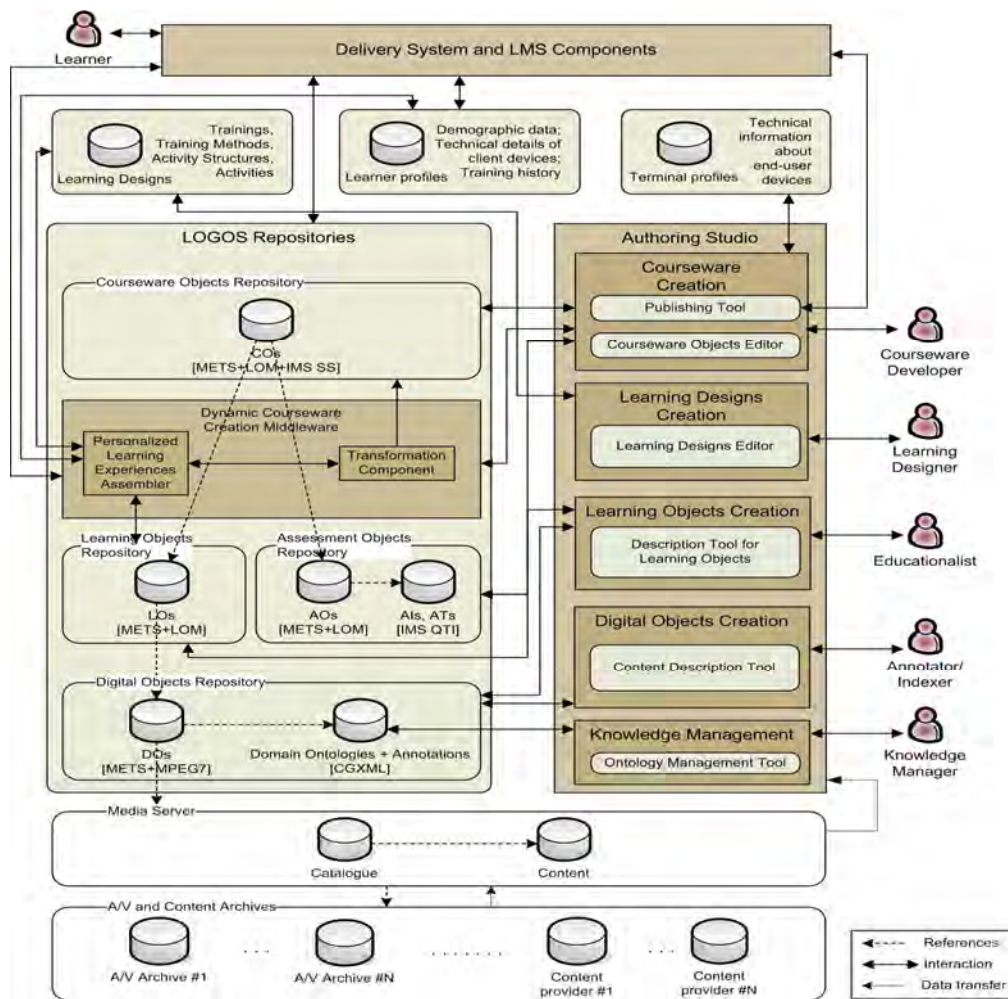 Learner
Delivery System and LMS Components
Learning Designs
Trainings,
Training Methods,
Activity Structures,
Activities
Learner profiles
Demographic data;
Technical details of
client devices;
Training history
Terminal profiles
Technical
information
about
end-user
devices
LOGOS Repositories
Courseware Objects Repository
COs
[METS+LOM+IMS SS]
Dynamic Courseware
Creation Middleware
Personalized
Learning
Experiences
Assembler
Transformation
Component
Learning Objects
Repository
LOs
[METS+LOM]
Assessment Objects
Repository
AOs
[METS+LOM]
AIs, ATs
[IMS QTI]
Digital Objects Repository
DOs
[METS+MPEG7]
Domain Ontologies + Annotations
[CGXML]
Authoring Studio
Courseware
Creation
Publishing Tool
Courseware Objects Editor
Courseware
Developer
Learning Designs
Creation
Learning Designs Editor
Learning
Designer
Learning Objects Creation
Description Tool for
Learning Objects
Educationalist
Digital Objects Creation
Content Description Tool
Annotator/
Indexer
Knowledge Management
Ontology Management Tool
Knowledge
Manager
Media Server
Catalogue
Content
A/V and Content Archives
A/V Archive #1
. . .
A/V Archive #N
. . . . . . .
Content
provider #1
. . .
Content
provider #N
References
Interaction
Data transfer